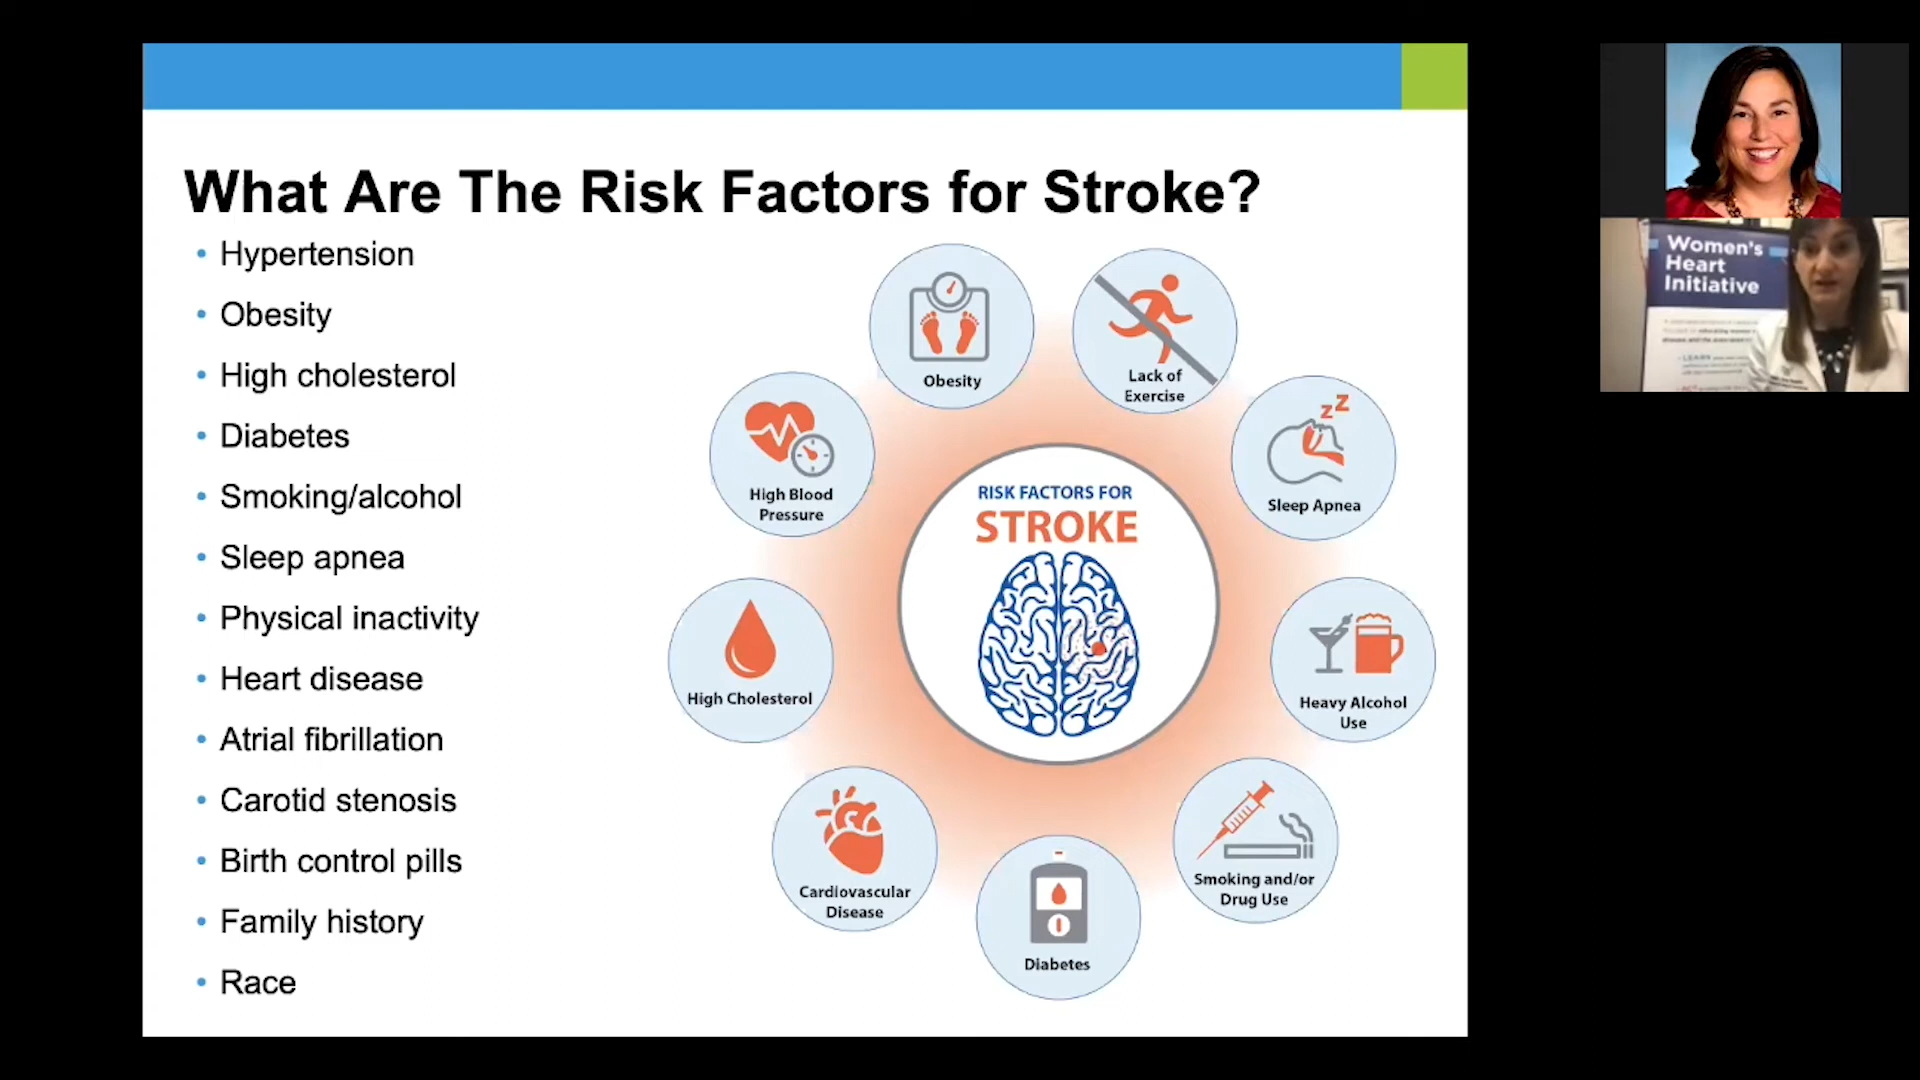 What Are The Risk Factors for Stroke?
Hypertension
Obesity
High cholesterol
Diabetes
Smoking/alcohol
Sleep apnea
Physical inactivity
Heart disease
Atrial fibrillation
Carotid stenosis
Birth control pills
Family history
Race
Obesity
Lack of
Exercise
High Blood
Pressure
zZ
Sleep Apnea
RISK FACTORS FOR
STROKE
High Cholesterol
Heavy Alcohol
Use
Cardiovascular
Disease
Smoking and/or
Drug Use
Diabetes
Women's
Heart
Initiative
LEARN